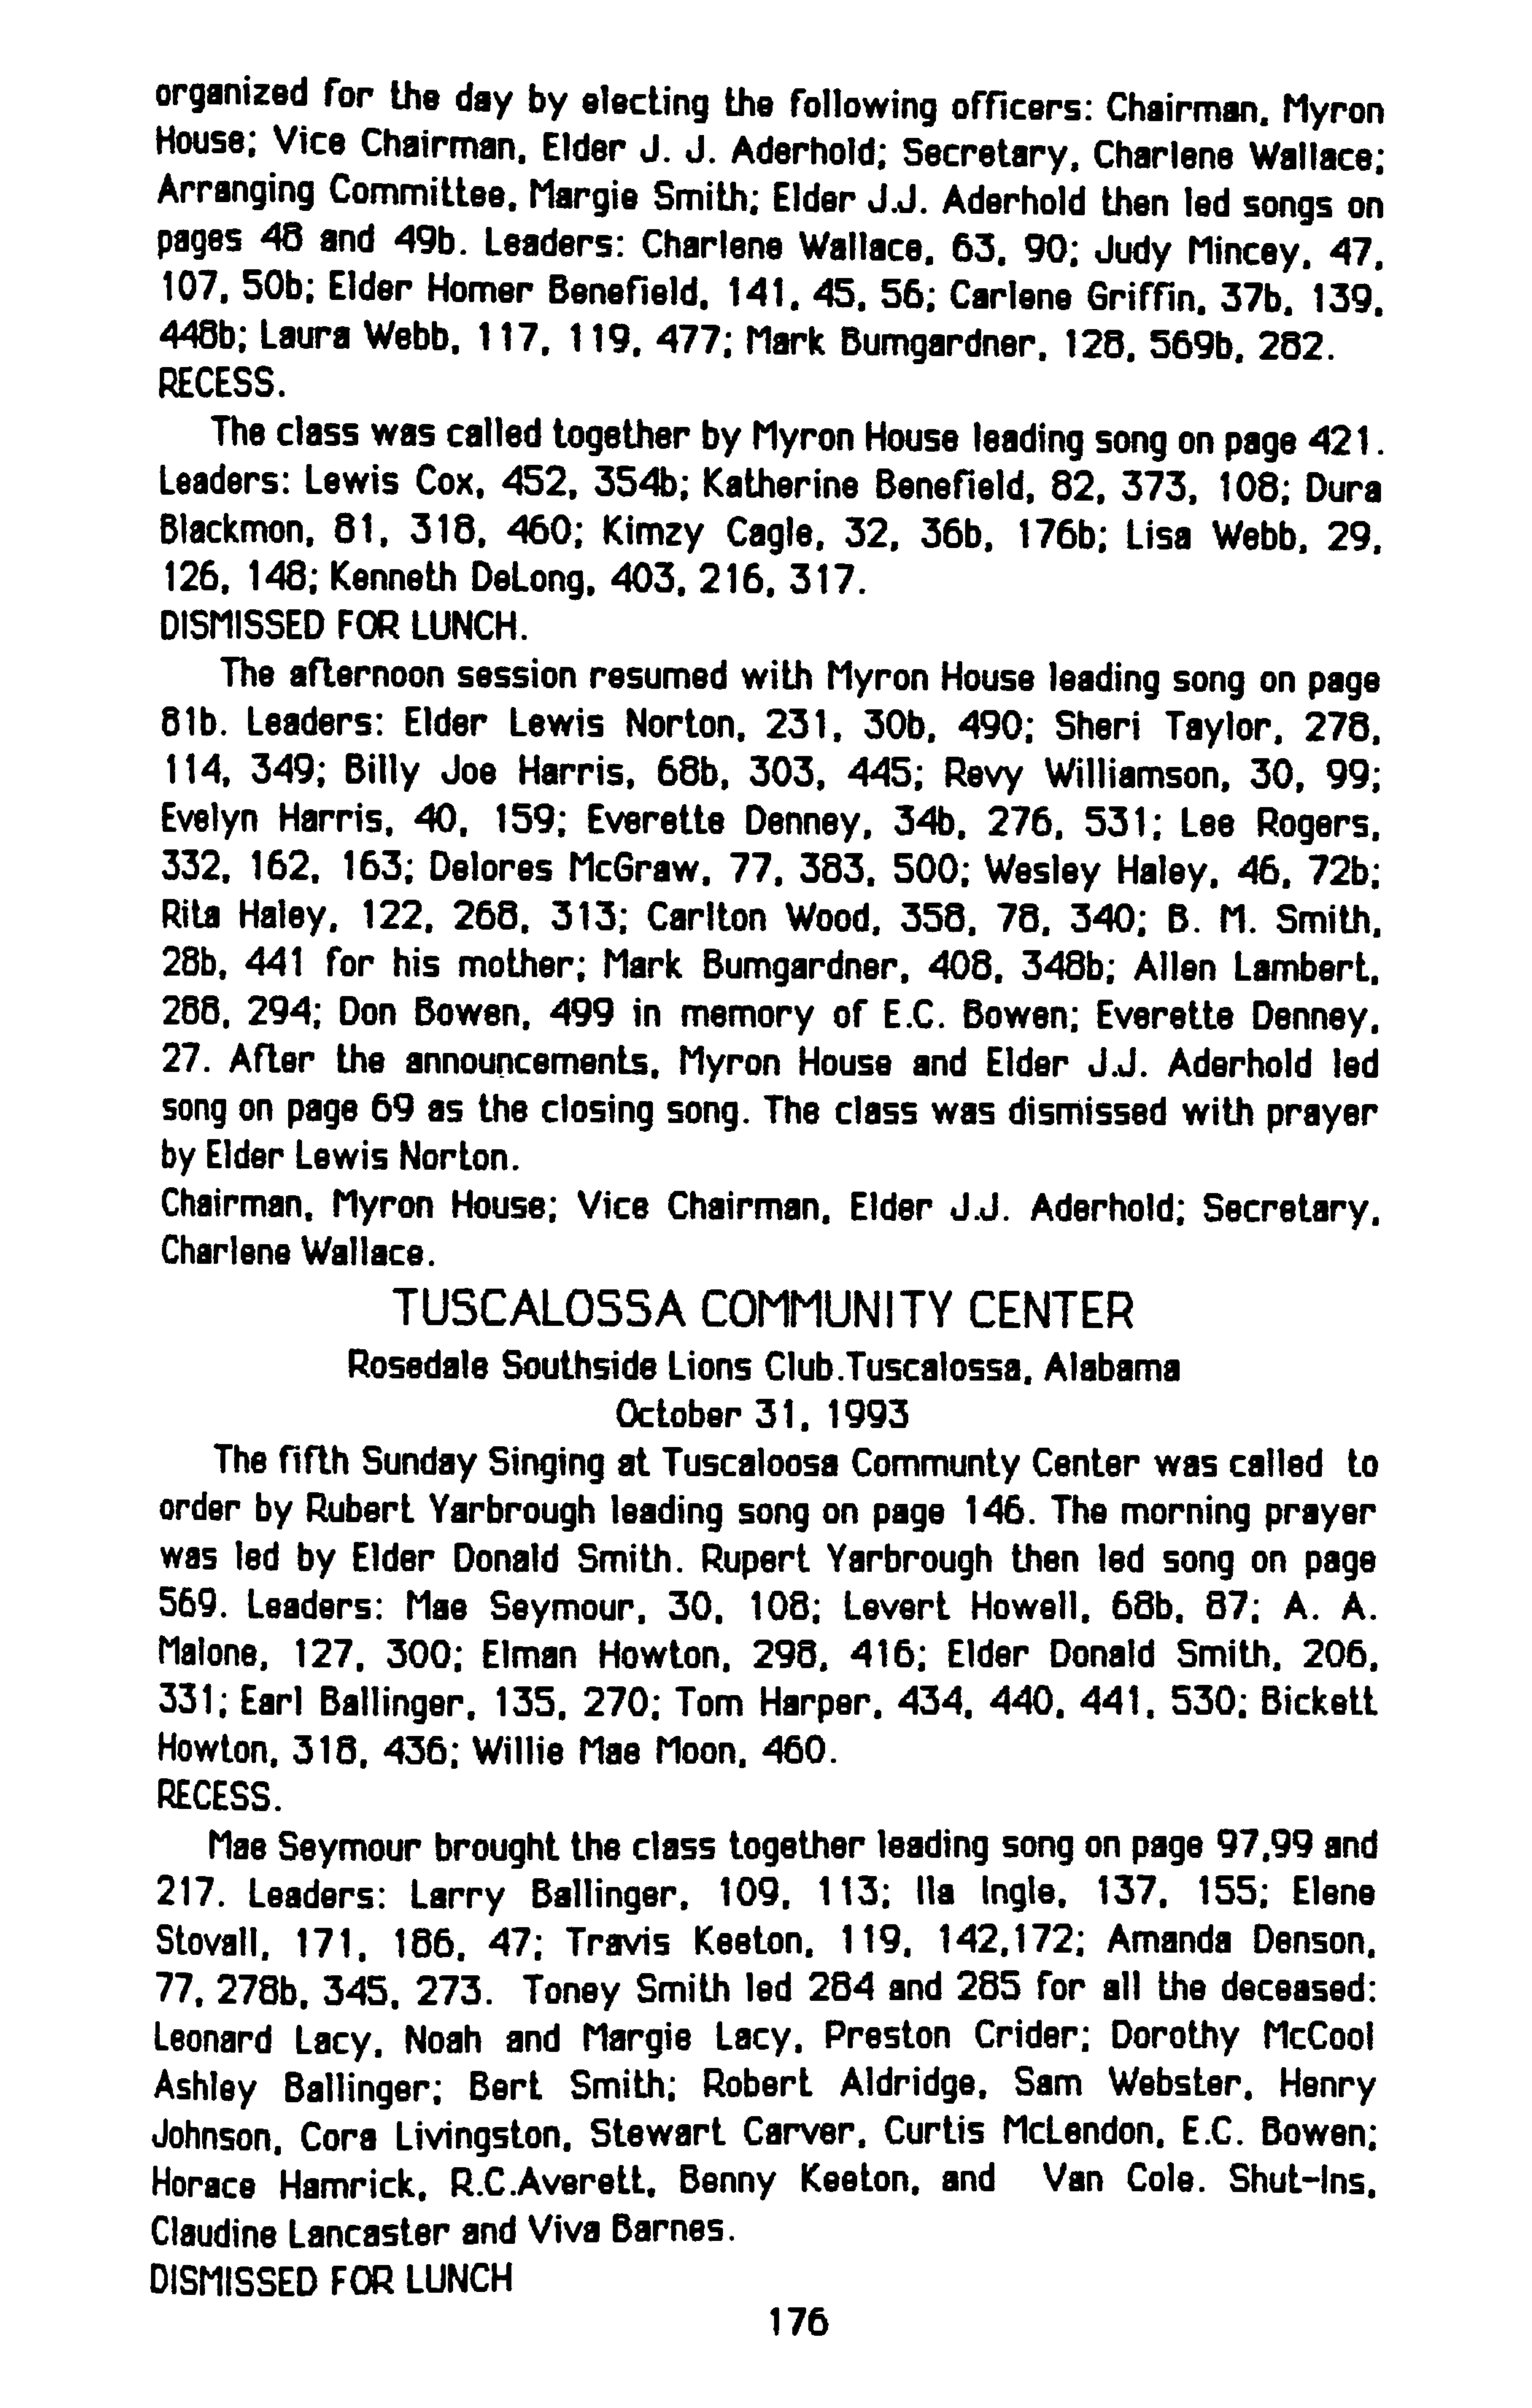 organized for the day by electing the following officers: Chairman, Myron
House; Vice Chairman, Elder J. J. Aderhold; Secretary, Charlene Wallace;
Arranging Committee, Margie Smith; Elder J.J. Aderhold then led songs on
pages 48 and 49b. Leaders: Charlene Wallace, 63, 90; Judy Mincey, 47,
107, 50b; Elder Homer Benefield, 141, 45, 56; Carlene Griffin, 37b, 139,
448b; Laura Webb, 117, 119, 477; Mark Bumgardner, 128, 569b, 282.
RECESS.
The class was called together by Myron House leading song on page 421.
Leaders: Lewis Cox, 452, 354b; Katherine Benefield, 82, 373, 108; Dura
Blackmon, 81, 318, 460; Kimzy Cagle, 32, 36b, 176b; Lisa Webb, 29,
126, 148; Kenneth DeLong, 403, 216, 317.
DISMISSED FOR LUNCH.
The afternoon session resumed with Myron House leading song on page
81b. Leaders: Elder Lewis Norton, 231, 30b, 490; Sheri Taylor, 278,
114, 349; Billy Joe Harris, 68b, 303, 445; Revy Williamson, 30, 99;
Evelyn Harris, 40, 159; Everette Denney, 34b, 276, 531; Lee Rogers,
332, 162, 163; Delores McGraw, 77, 383, 500; Wesley Haley, 46, 72b;
Rita Haley, 122, 268, 313; Carlton Wood, 358, 78, 340; B. M. Smith,
28b, 441 for his mother; Mark Bumgardner, 408, 348b; Allen Lambert,
288, 294; Don Bowen, 499 in memory of E.C. Bowen; Everette Denney,
27. After the announcements, Myron House and Elder J.J. Aderhold led
song on page 69 as the closing song. The class was dismissed with prayer
by Elder Lewis Norton.
Chairman, Myron House; Vice Chairman, Elder J.J. Aderhold; Secretary,
Charlene Wallace.
TUSCALOSSA COMMUNITY CENTER
Rosedale Southside Lions Club.Tuscalossa, Alabama
October 31, 1993
The fifth Sunday Singing at Tuscaloosa Communty Center was called to
order by Rubert Yarbrough leading song on page 146. The morning prayer
was led by Elder Donald Smith. Rupert Yarbrough then led song on page
569. Leaders: Mae Seymour, 30, 108; Levert Howell, 68b, 87; A. A.
Malone, 127, 300; Elman Howton, 298, 416; Elder Donald Smith, 206,
331; Earl Ballinger, 135, 270; Tom Harper, 434, 440, 441, 530; Bickett
Howton, 318, 436; Willie Mae Moon, 460.
RECESS.
Mae Seymour brought the class together leading song on page 97,99 and
217. Leaders: Larry Ballinger, 109, 113; Ila Ingle, 137, 155; Elene
Stovall, 171, 186, 47; Travis Keeton, 119, 142,172; Amanda Denson,
77, 278b, 345, 273. Toney Smith led 284 and 285 for all the deceased:
Leonard Lacy, Noah and Margie Lacy, Preston Crider; Dorothy McCool
Ashley Ballinger; Bert Smith; Robert Aldridge, Sam Webster, Henry
Johnson, Cora Livingston, Stewart Carver, Curtis McLendon, E.C. Bowen;
Horace Hamrick, R.C.Averett, Benny Keeton, and Van Cole. Shut-Ins,
Claudine Lancaster and Viva Barnes.
DISMISSED FOR LUNCH
176